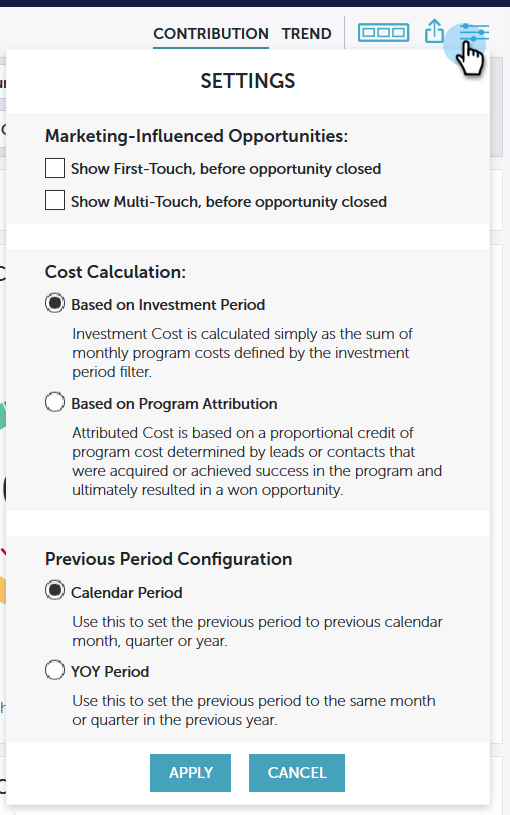 CONTRIBUTION TREND
SETTINGS
Marketing-Influenced Opportunities:
Show First-Touch, before opportunity closed
Show Multi-Touch, before opportunity closed
Cost Calculation:
Based on Investment Period
Investment Cost is calculated simply as the sum of
monthly program costs defined by the investment
period filter.
Based on Program Attribution
Attributed Cost is based on a proportional credit of
program cost determined by leads or contacts that
were acquired or achieved success in the program and
ultimately resulted in a won opportunity.
Previous Period Configuration
Calendar Period
Use this to set the previous period to previous calendar
month, quarter or year.
YOY Period
Use this to set the previous period to the same month
or quarter in the previous year.
APPLY CANCEL